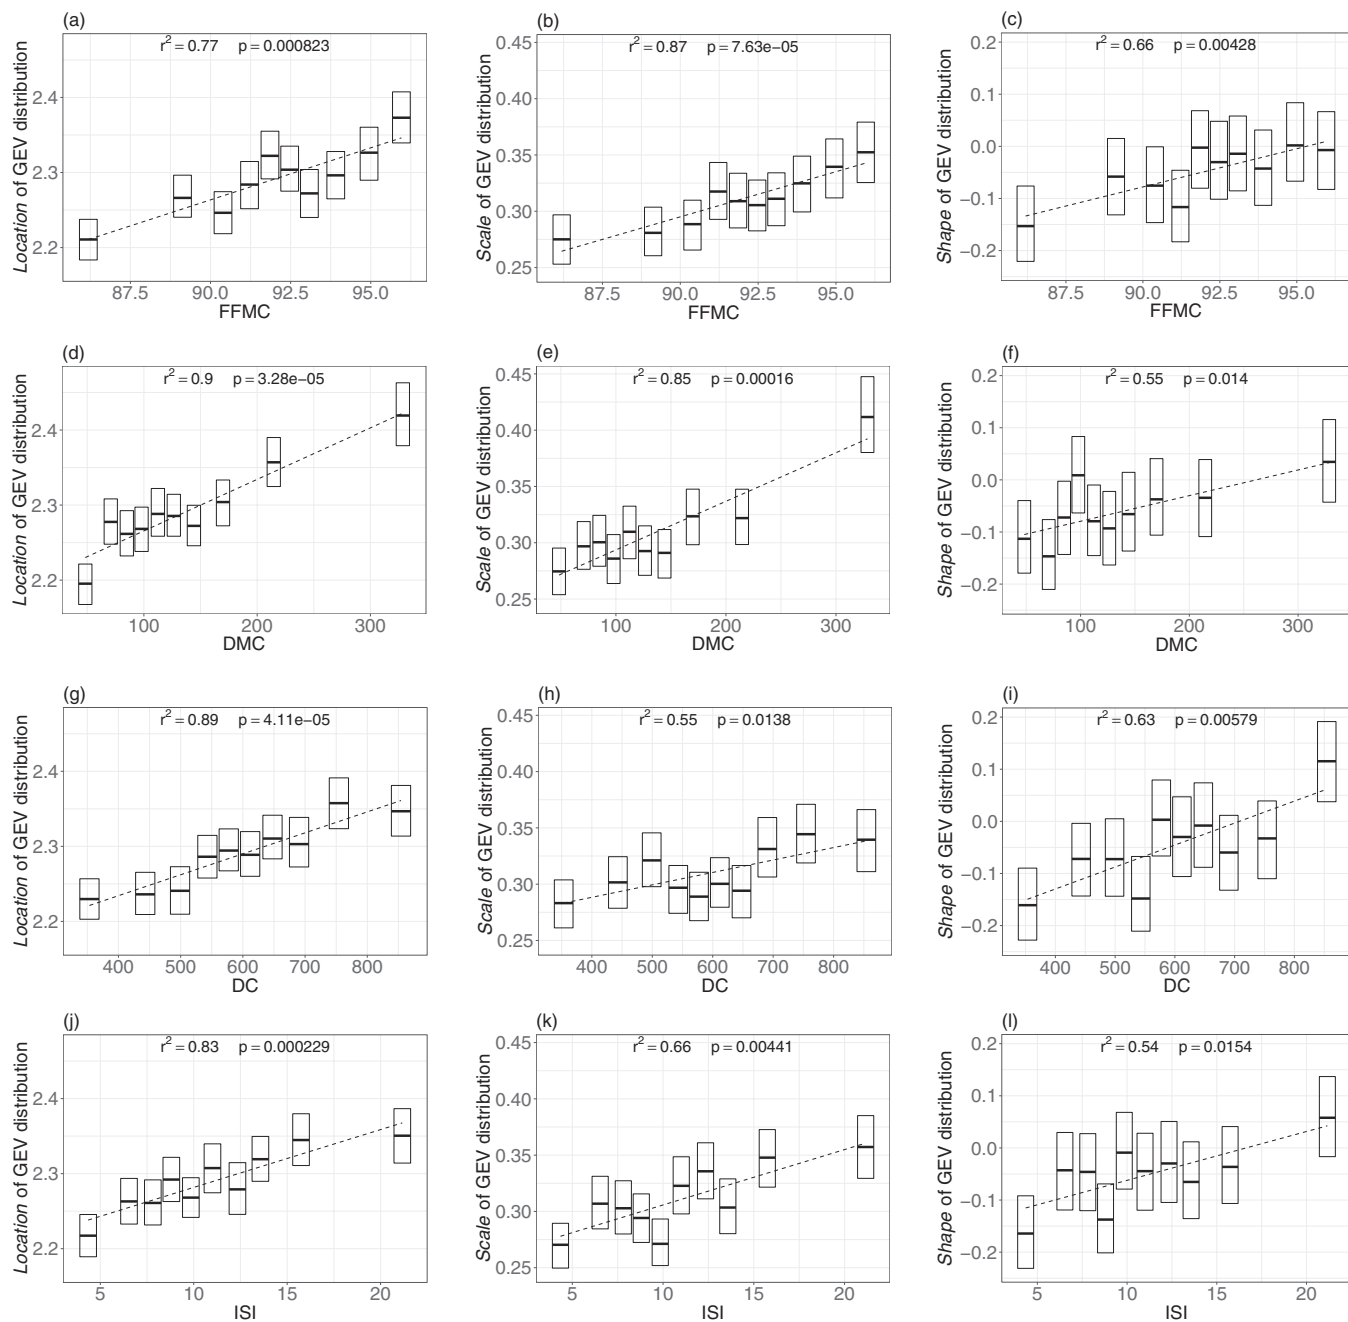 (a)
r² = 0.77 p = 0.000823
Location of GEV distribution
2.4
2.3
2.2
87.5 90.0 92.5 95.0
FFMC
(b)
r² = 0.87 p = 7.63e−05
Scale of GEV distribution
0.45
0.40
0.35
0.30
0.25
87.5 90.0 92.5 95.0
FFMC
(c)
r² = 0.66 p = 0.00428
Shape of GEV distribution
0.2
0.1
0.0
−0.1
−0.2
87.5 90.0 92.5 95.0
FFMC
(d)
r² = 0.9 p = 3.28e−05
Location of GEV distribution
2.4
2.3
2.2
100 200 300
DMC
(e)
r² = 0.85 p = 0.00016
Scale of GEV distribution
0.45
0.40
0.35
0.30
0.25
100 200 300
DMC
(f)
r² = 0.55 p = 0.014
Shape of GEV distribution
0.2
0.1
0.0
−0.1
−0.2
100 200 300
DMC
(g)
r² = 0.89 p = 4.11e−05
Location of GEV distribution
2.4
2.3
2.2
400 500 600 700 800
DC
(h)
r² = 0.55 p = 0.0138
Scale of GEV distribution
0.45
0.40
0.35
0.30
0.25
400 500 600 700 800
DC
(i)
r² = 0.63 p = 0.00579
Shape of GEV distribution
0.2
0.1
0.0
−0.1
−0.2
400 500 600 700 800
DC
(j)
r² = 0.83 p = 0.000229
Location of GEV distribution
2.4
2.3
2.2
5 10 15 20
ISI
(k)
r² = 0.66 p = 0.00441
Scale of GEV distribution
0.45
0.40
0.35
0.30
0.25
5 10 15 20
ISI
(l)
r² = 0.54 p = 0.0154
Shape of GEV distribution
0.2
0.1
0.0
−0.1
−0.2
5 10 15 20
ISI